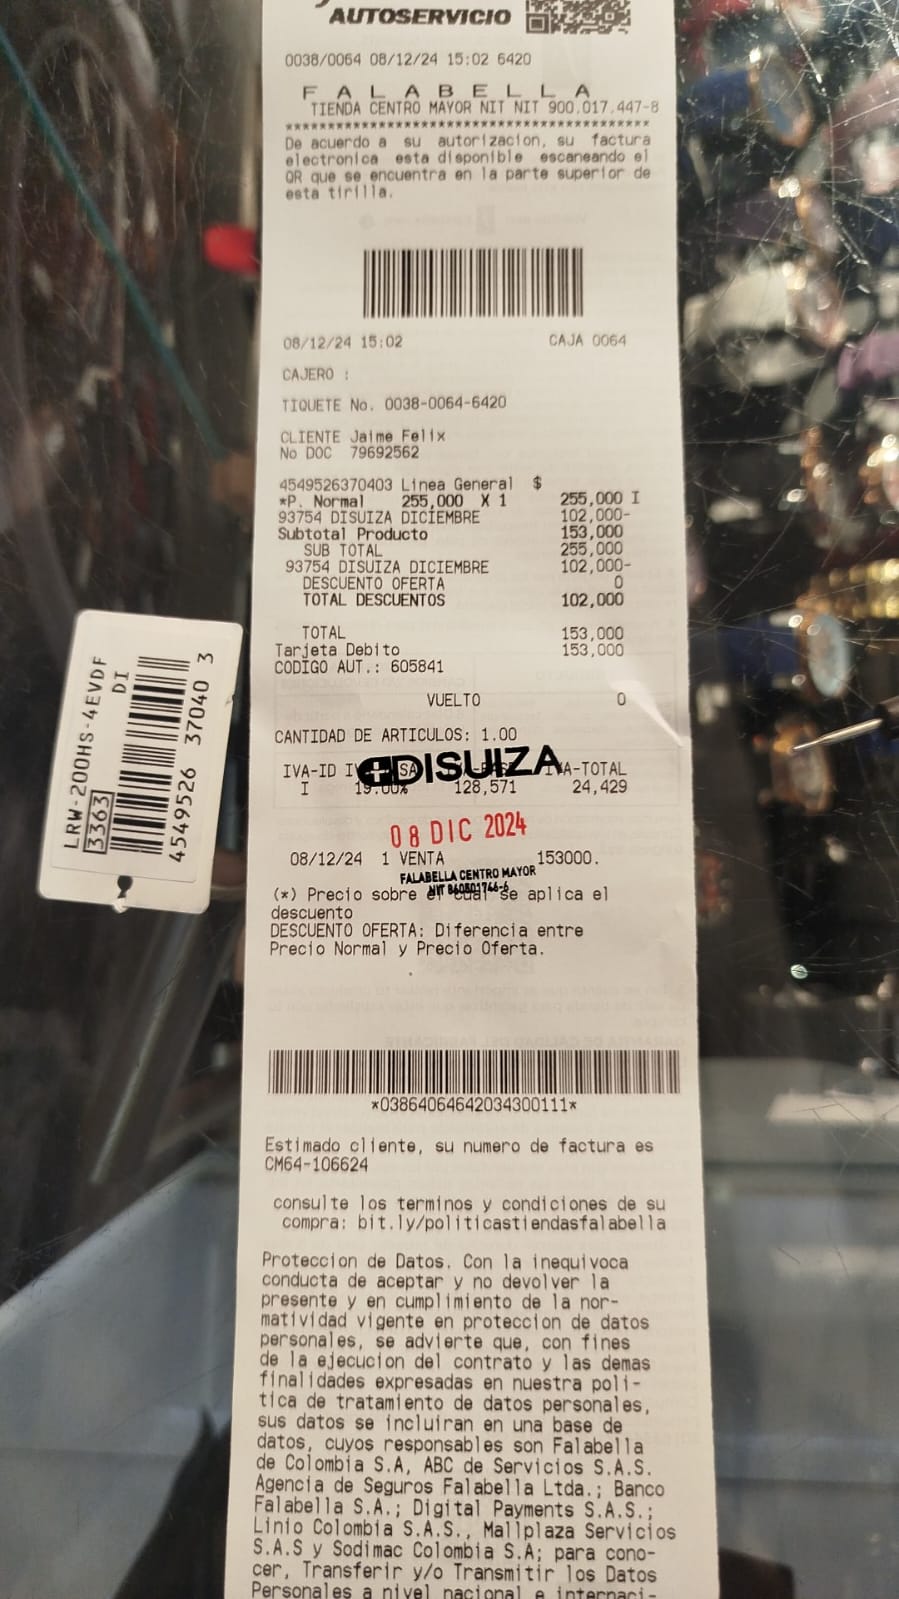 AUTOSERVICIO
0038/0064 08/12/24 15:02 6420
F A L A B E L L A
TIENDA CENTRO MAYOR NIT NIT 900.017.447-8
****************************************
De acuerdo a su autorizacion, su factura
electronica esta disponible escaneando el
QR que se encuentra en la parte superior de
esta tirilla.
08/12/24 15:02 CAJA 0064
CAJERO :
TIQUETE No. 0038-0064-6420
CLIENTE Jaime Felix
No DOC 79692562
4549526370403 Linea General $
*P. Normal 255,000 X 1 255,000 I
93754 DISUIZA DICIEMBRE 102,000-
Subtotal Producto 153,000
SUB TOTAL 255,000
93754 DISUIZA DICIEMBRE 102,000-
DESCUENTO OFERTA 0
TOTAL DESCUENTOS 102,000
TOTAL 153,000
Tarjeta Debito 153,000
CODIGO AUT.: 605841
VUELTO 0
CANTIDAD DE ARTICULOS: 1.00
DISUIZA
IVA-ID IVA-TOTAL
I 19.00% 128,571 24,429
08 DIC 2024
08/12/24 1 VENTA 153000.
FALABELLA CENTRO MAYOR
NIT
(*) Precio sobre el cual se aplica el
descuento
DESCUENTO OFERTA: Diferencia entre
Precio Normal y Precio Oferta.
*03864064642034300111*
Estimado cliente, su numero de factura es
CM64-106624
consulte los terminos y condiciones de su
compra: bit.ly/politicastiendasfalabella
Proteccion de Datos. Con la inequivoca
conducta de aceptar y no devolver la
presente y en cumplimiento de la nor-
matividad vigente en proteccion de datos
personales, se advierte que, con fines
de la ejecucion del contrato y las demas
finalidades expresadas en nuestra poli-
tica de tratamiento de datos personales,
sus datos se incluiran en una base de
datos, cuyos responsables son Falabella
de Colombia S.A, ABC de Servicios S.A.S.
Agencia de Seguros Falabella Ltda.; Banco
Falabella S.A.; Digital Payments S.A.S.;
Linio Colombia S.A.S., Mallplaza Servicios
S.A.S y Sodimac Colombia S.A; para cono-
cer, Transferir y/o Transmitir los Datos
Personales a nivel nacional e internaci-
LRW-200HS-4EVDF
DI
3363
4549526 37040 3